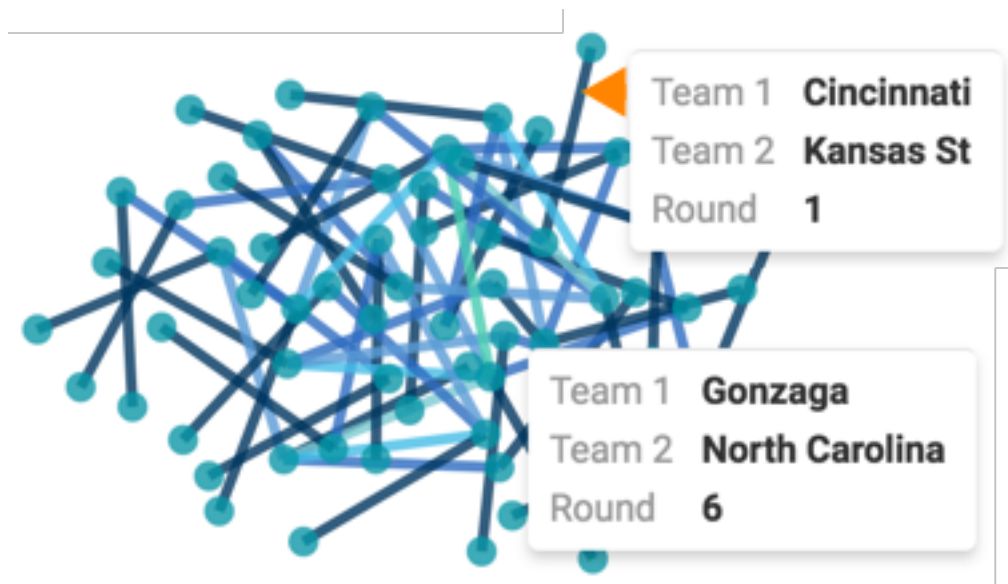 Team 1 Cincinnati
Team 2 Kansas St
Round 1
Team 1 Gonzaga
Team 2 North Carolina
Round 6